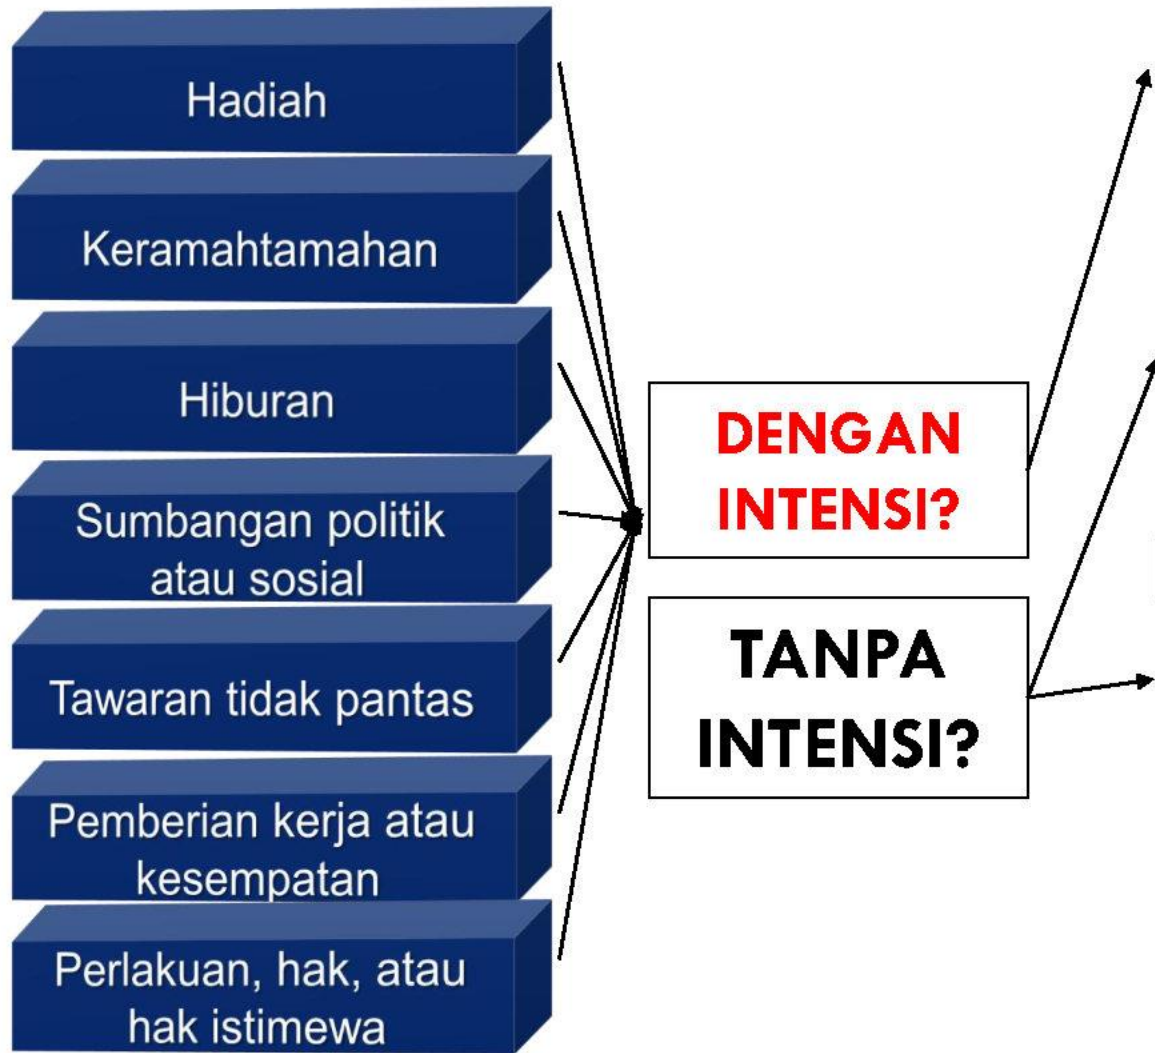 Hadiah
Keramahtamahan
Hiburan
Sumbangan politik
atau sosial
Tawaran tidak pantas
Pemberian kerja atau
kesempatan
Perlakuan, hak, atau
hak istimewa
DENGAN
INTENSI?
TANPA
INTENSI?